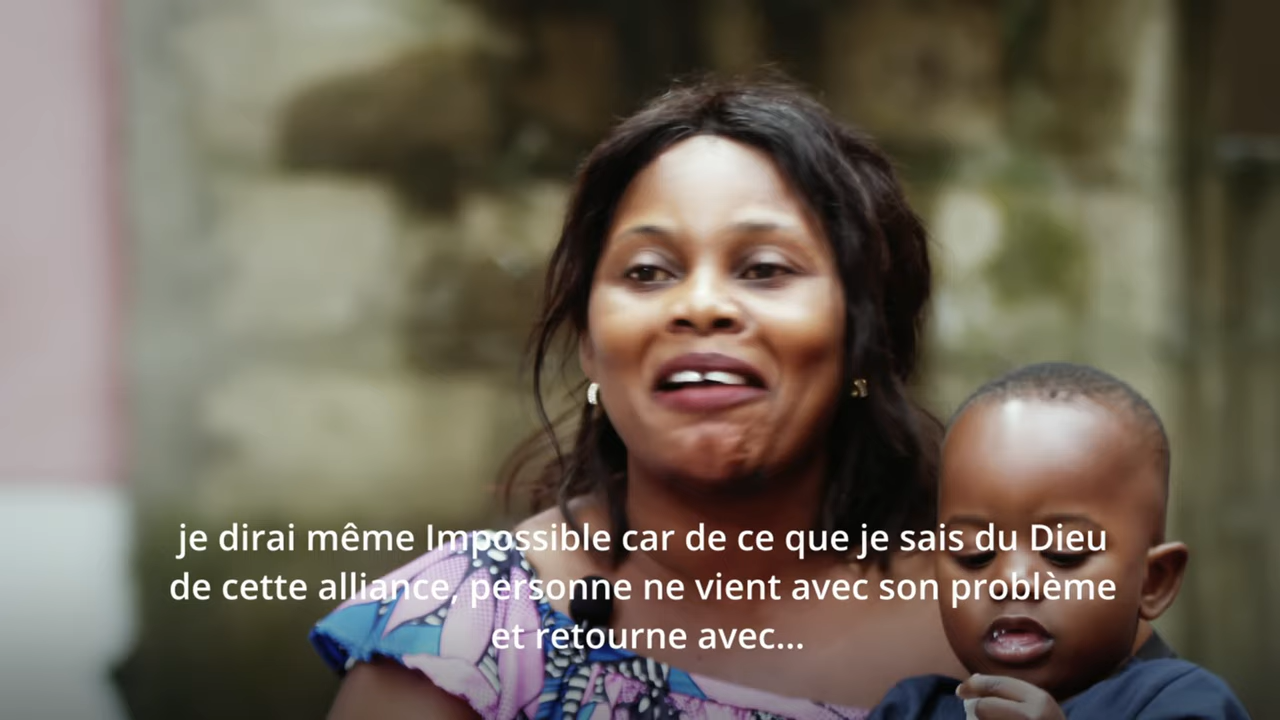 je dirai même Impossible car de ce que je sais du Dieu
de cette alliance, personne ne vient avec son problème
et retourne avec...